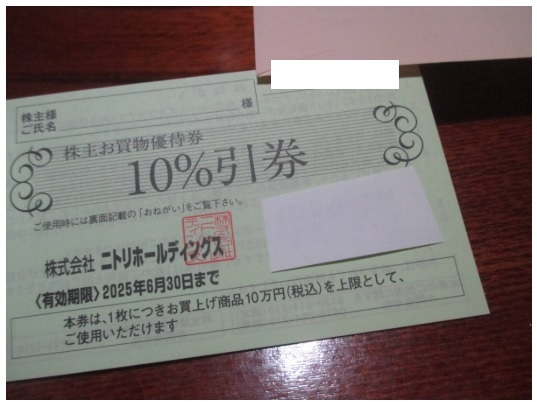 株主様
ご氏名
様
株主お買物優待券
10%引券
ご使用時には裏面記載の「おねがい」をご覧下さい。
株式会社 ニトリホールディングス
〈有効期限〉2025年6月30日まで
本券は、1枚につきお買上げ商品10万円(税込)を上限として、
ご使用いただけます